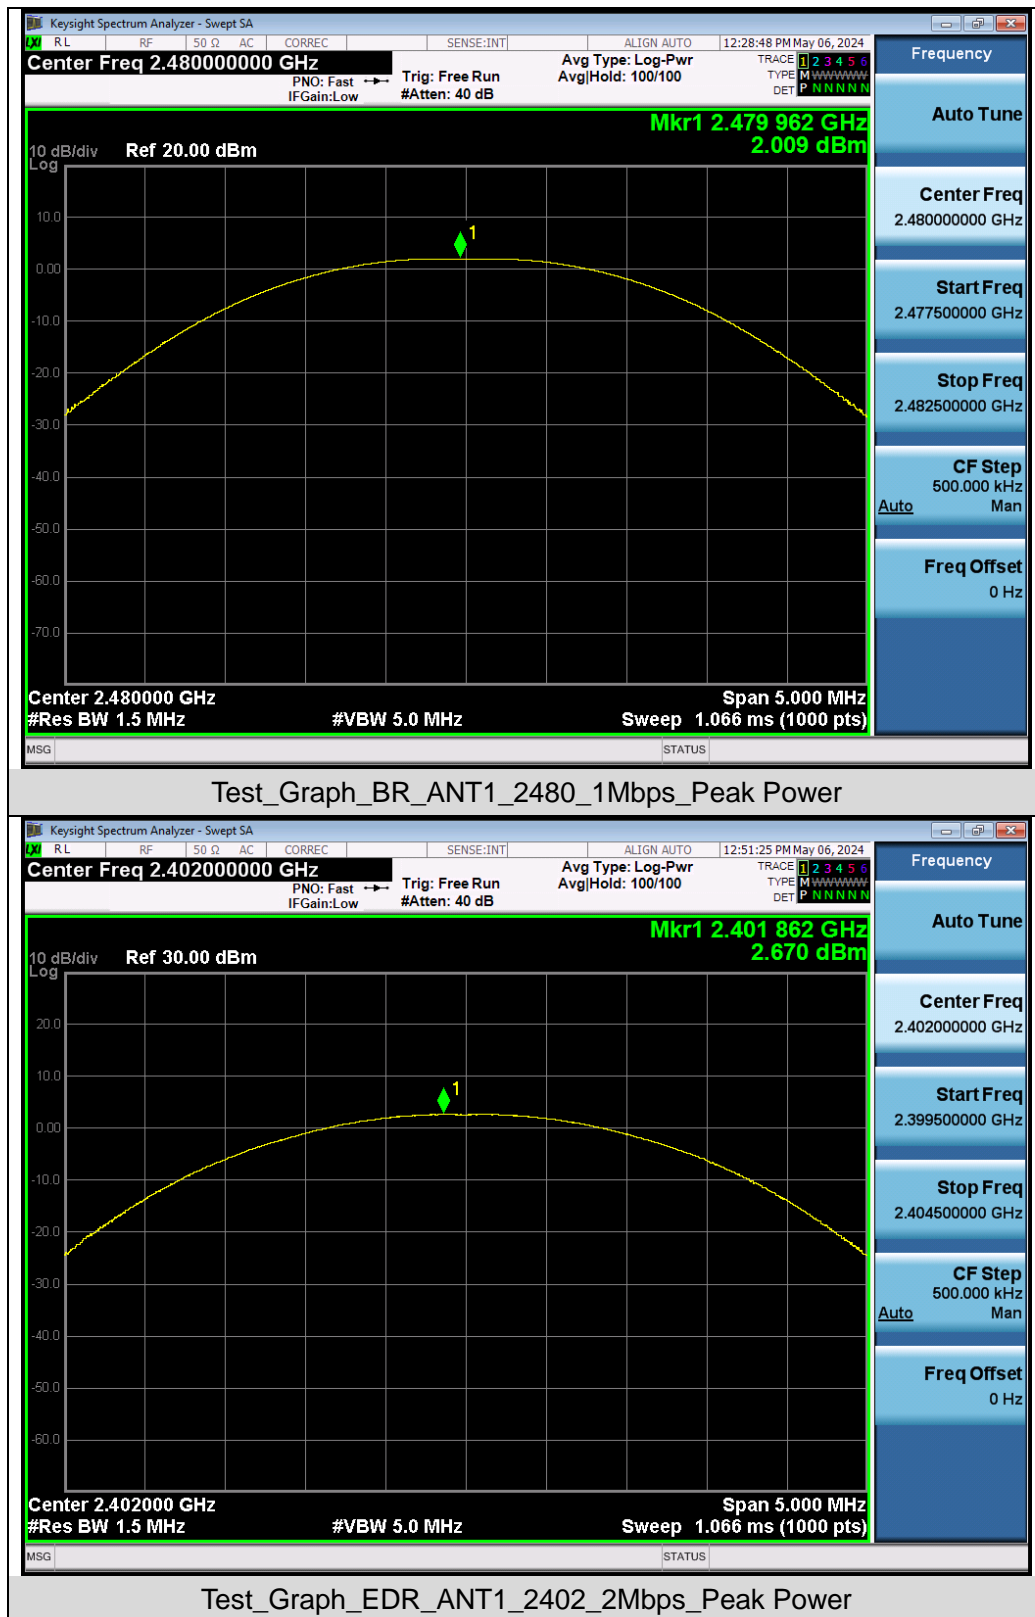 Keysight Spectrum Analyzer - Swept SA
LXI RL RF 50 Ω AC CORREC SENSE:INT ALIGN AUTO 12:28:48 PM May 06, 2024
Center Freq 2.480000000 GHz
PNO: Fast
IFGain:Low
Trig: Free Run
#Atten: 40 dB
Avg Type: Log-Pwr
Avg|Hold: 100/100
TRACE 1 2 3 4 5 6
TYPE M WWWWW
DET P N N N N N
Mkr1 2.479 962 GHz
2.009 dBm
10 dB/div Ref 20.00 dBm
Log
10.0
0.00
-10.0
-20.0
-30.0
-40.0
-50.0
-60.0
-70.0
1
Center 2.480000 GHz Span 5.000 MHz
#Res BW 1.5 MHz #VBW 5.0 MHz Sweep 1.066 ms (1000 pts)
MSG STATUS
Frequency
Auto Tune
Center Freq
2.480000000 GHz
Start Freq
2.477500000 GHz
Stop Freq
2.482500000 GHz
CF Step
500.000 kHz
Auto Man
Freq Offset
0 Hz
Test_Graph_BR_ANT1_2480_1Mbps_Peak Power
Keysight Spectrum Analyzer - Swept SA
LXI RL RF 50 Ω AC CORREC SENSE:INT ALIGN AUTO 12:51:25 PM May 06, 2024
Center Freq 2.402000000 GHz
PNO: Fast
IFGain:Low
Trig: Free Run
#Atten: 40 dB
Avg Type: Log-Pwr
Avg|Hold: 100/100
TRACE 1 2 3 4 5 6
TYPE M WWWWW
DET P N N N N N
Mkr1 2.401 862 GHz
2.670 dBm
10 dB/div Ref 30.00 dBm
Log
20.0
10.0
0.00
-10.0
-20.0
-30.0
-40.0
-50.0
-60.0
1
Center 2.402000 GHz Span 5.000 MHz
#Res BW 1.5 MHz #VBW 5.0 MHz Sweep 1.066 ms (1000 pts)
MSG STATUS
Frequency
Auto Tune
Center Freq
2.402000000 GHz
Start Freq
2.399500000 GHz
Stop Freq
2.404500000 GHz
CF Step
500.000 kHz
Auto Man
Freq Offset
0 Hz
Test_Graph_EDR_ANT1_2402_2Mbps_Peak Power